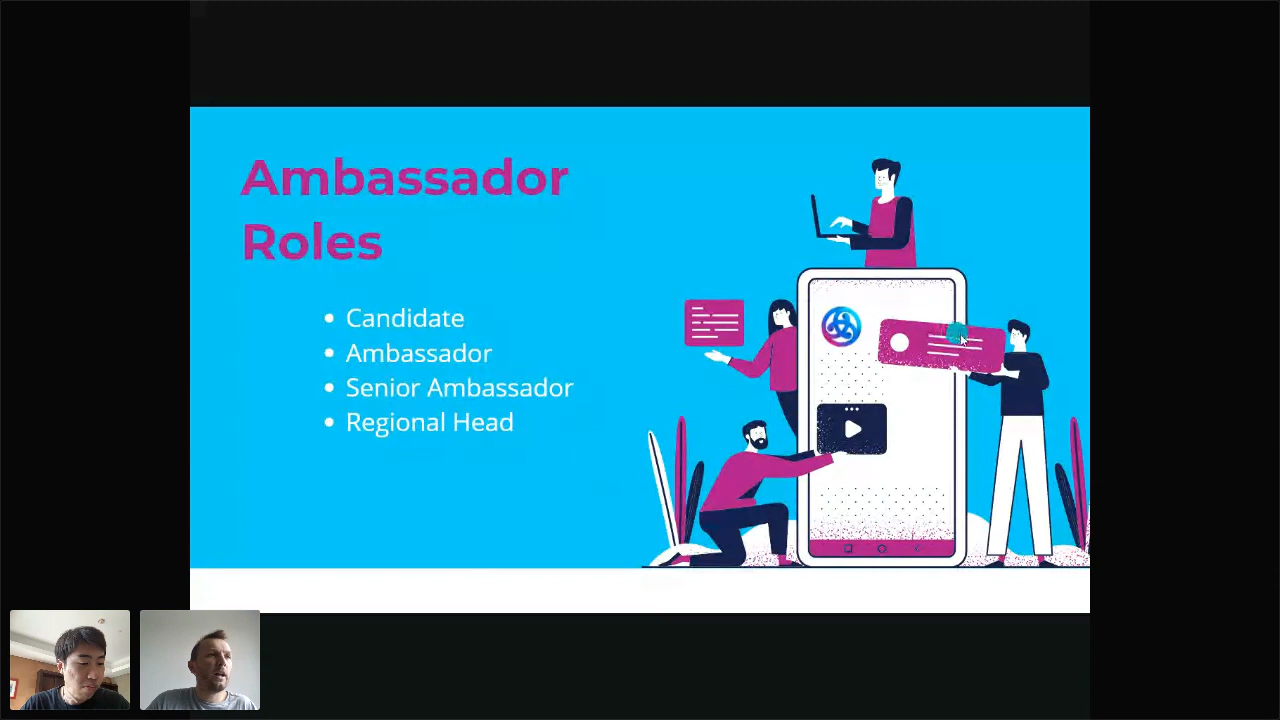 Ambassador
Roles
Candidate
Ambassador
Senior Ambassador
Regional Head